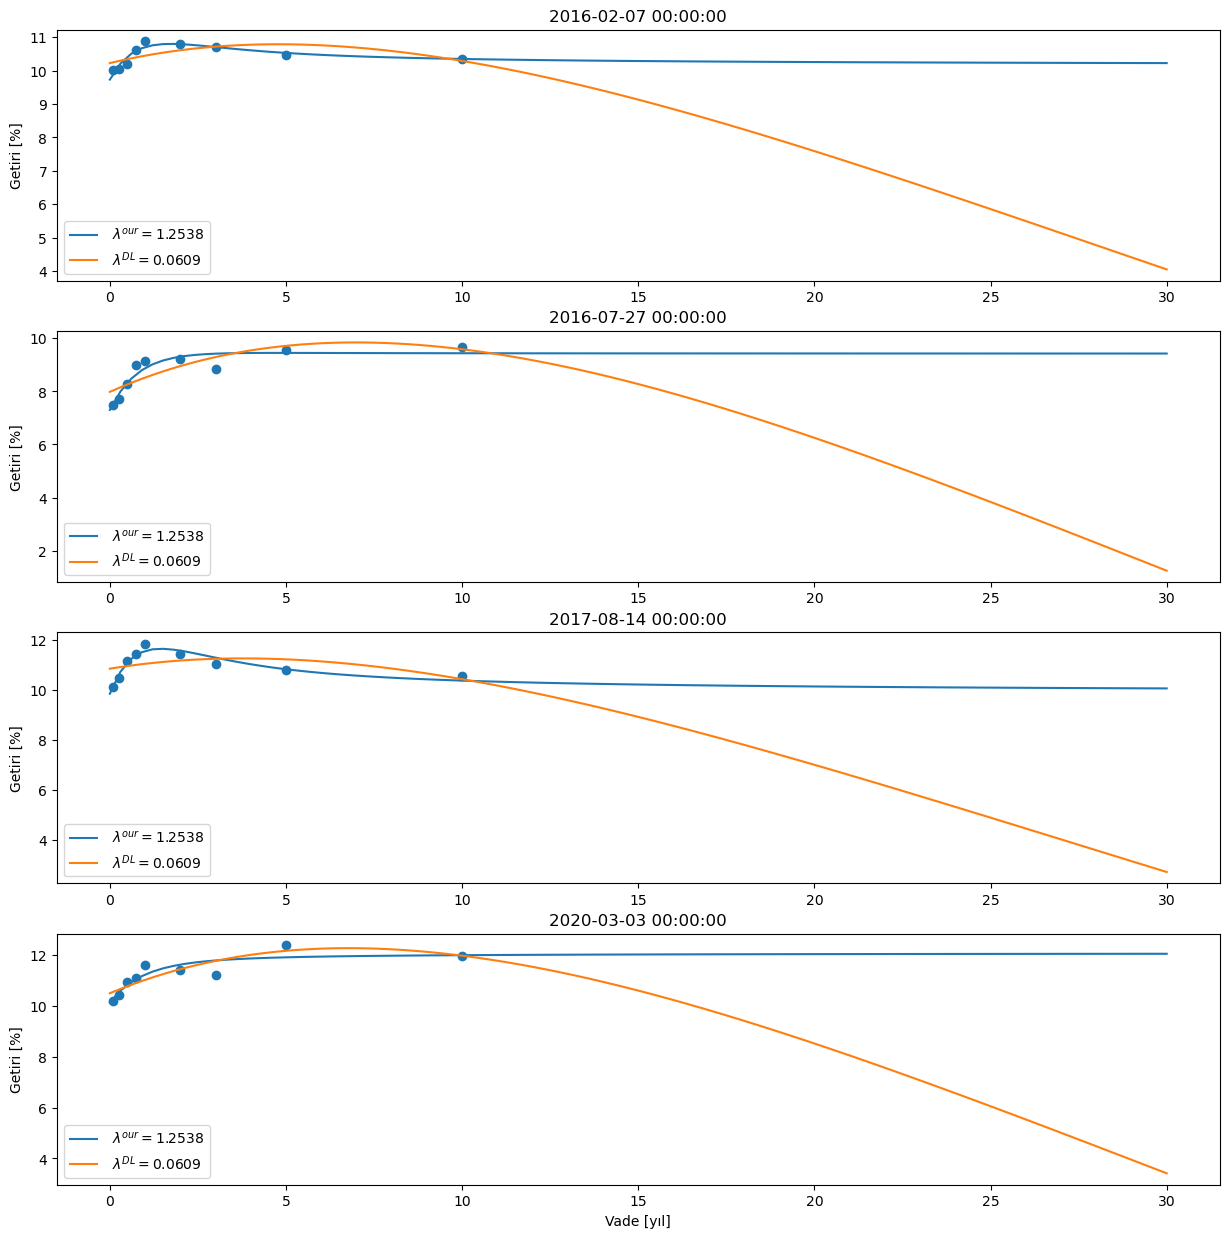 2016-02-07 00:00:00
11
10
9
8
7
6
5
4
Getiri [%]
λ^{our} = 1.2538
λ^{DL} = 0.0609
0 5 10 15 20 25 30
2016-07-27 00:00:00
10
8
6
4
2
Getiri [%]
λ^{our} = 1.2538
λ^{DL} = 0.0609
0 5 10 15 20 25 30
2017-08-14 00:00:00
12
10
8
6
4
Getiri [%]
λ^{our} = 1.2538
λ^{DL} = 0.0609
0 5 10 15 20 25 30
2020-03-03 00:00:00
12
10
8
6
4
Getiri [%]
λ^{our} = 1.2538
λ^{DL} = 0.0609
0 5 10 15 20 25 30
Vade [yıl]